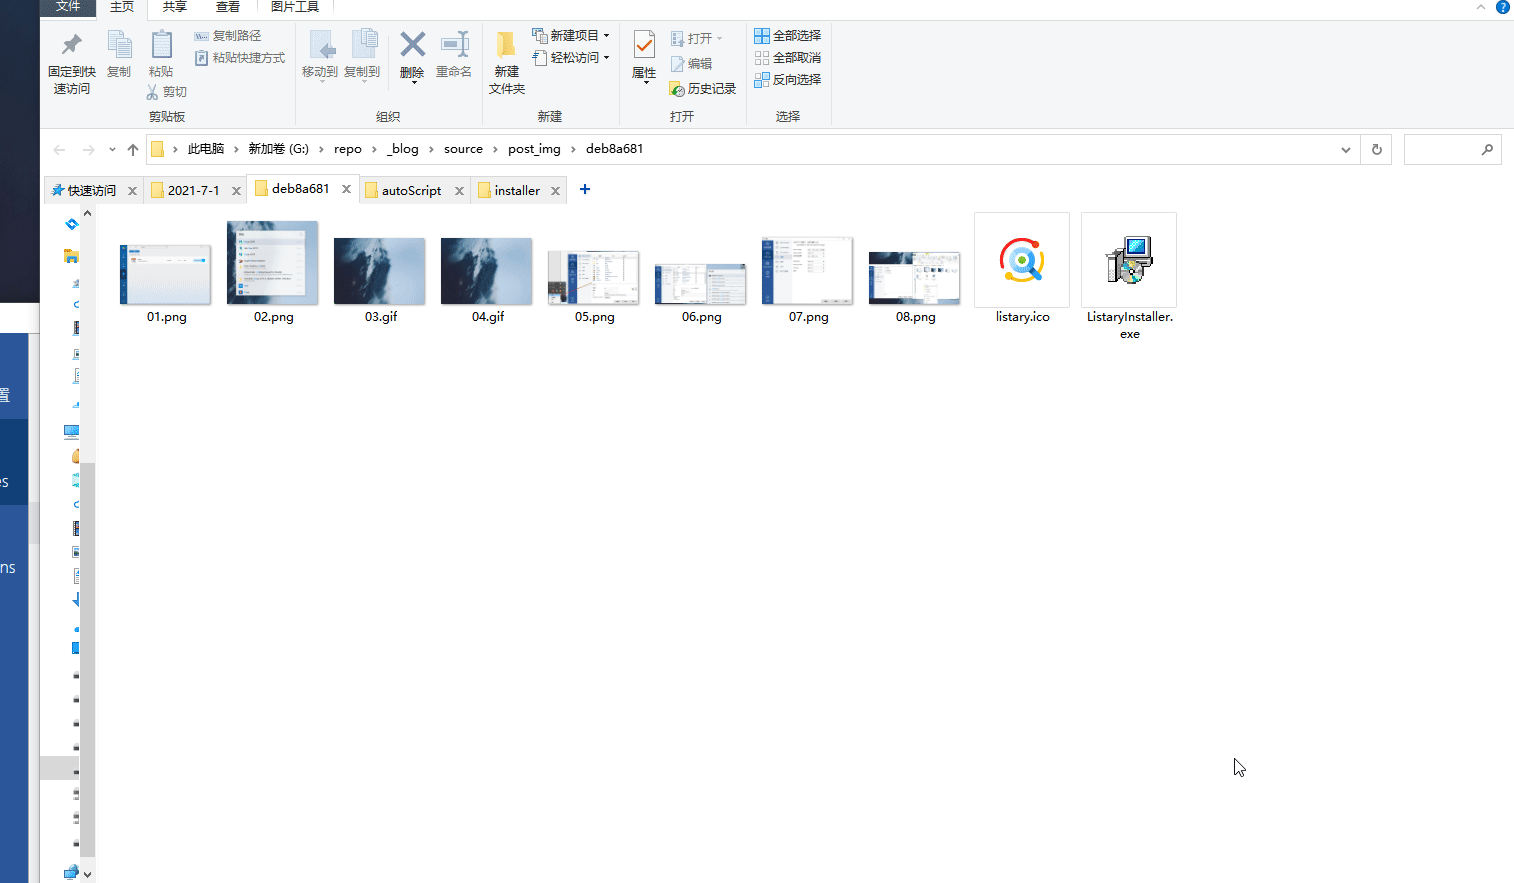 文件 主页 共享 查看 图片工具
固定到快速访问
复制
粘贴
复制路径
粘贴快捷方式
剪切
剪贴板
移动到
复制到
删除
重命名
组织
新建
文件夹
新建项目
轻松访问
新建
属性
打开
编辑
历史记录
打开
全部选择
全部取消
反向选择
选择
此电脑 › 新加卷 (G:) › repo › _blog › source › post_img › deb8a681
快速访问 2021-7-1 deb8a681 autoScript installer
01.png 02.png 03.gif 04.gif 05.png 06.png 07.png 08.png listary.ico ListaryInstaller.
exe
置
es
ns